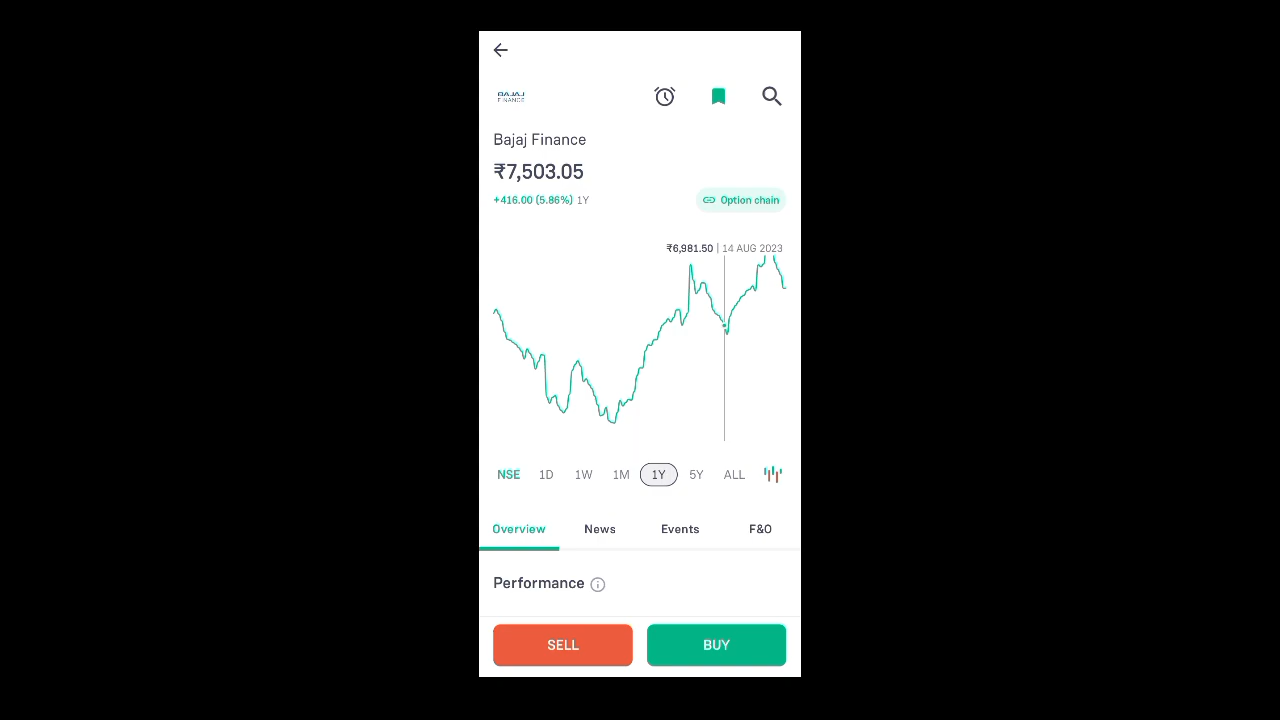 BAJAJ
FINANCE
Bajaj Finance
₹7,503.05
+416.00 (5.86%) 1Y
Option chain
₹6,981.50 | 14 AUG 2023
NSE 1D 1W 1M 1Y 5Y ALL
Overview News Events F&O
Performance
SELL BUY